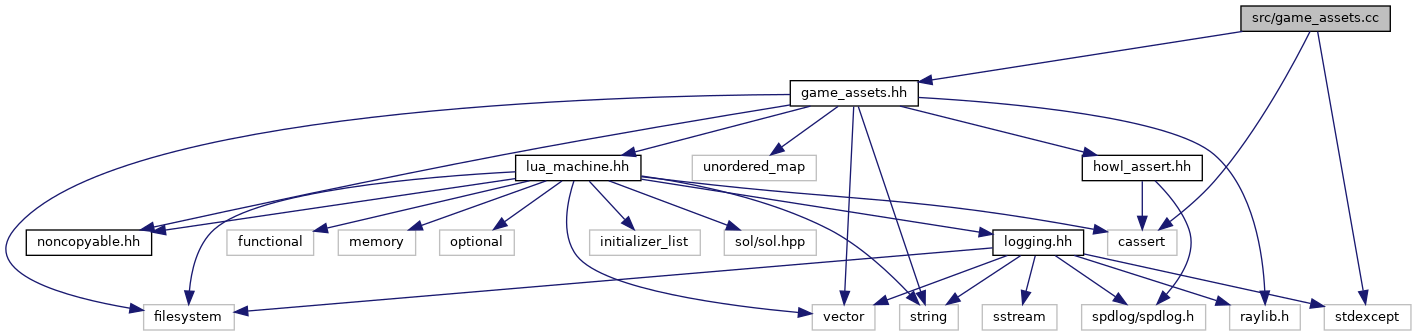 src/game_assets.cc
game_assets.hh
lua_machine.hh
unordered_map
howl_assert.hh
noncopyable.hh
functional
memory
optional
initializer_list
sol/sol.hpp
logging.hh
cassert
filesystem
vector
string
sstream
spdlog/spdlog.h
raylib.h
stdexcept